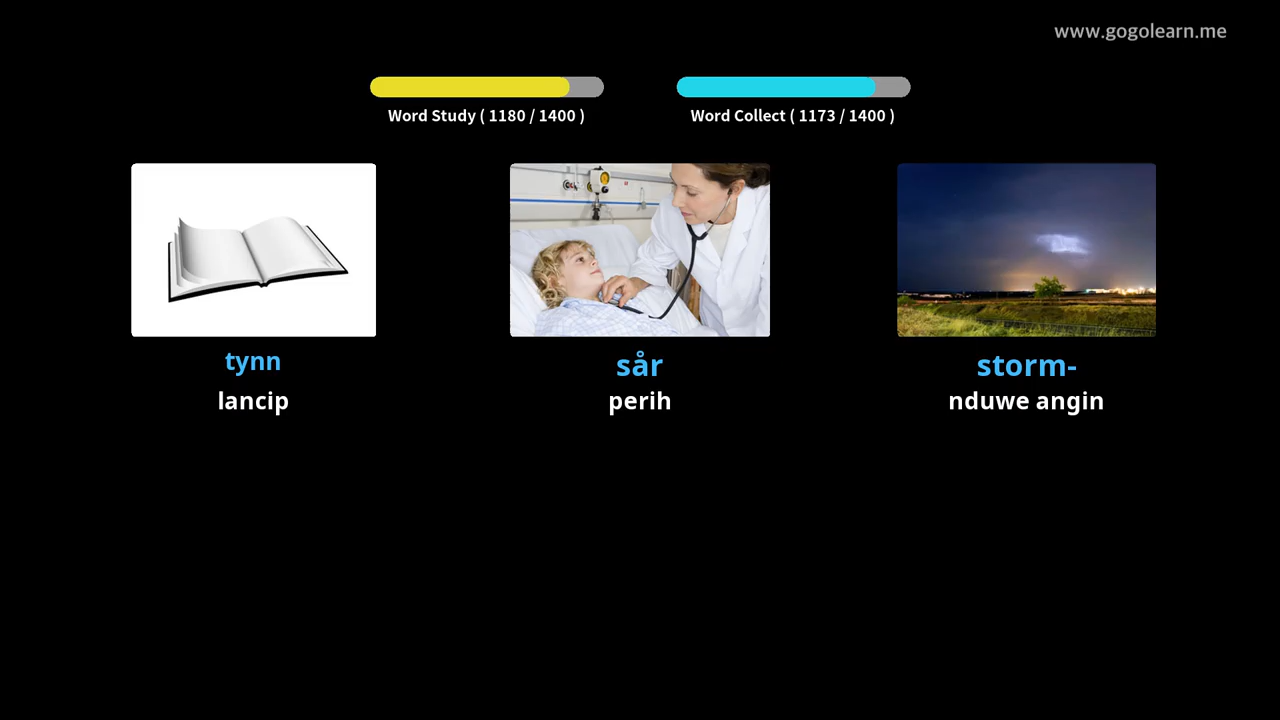 www.gogolearn.me
Word Study ( 1180 / 1400 )
Word Collect ( 1173 / 1400 )
tynn
lancip
sår
perih
storm-
nduwe angin